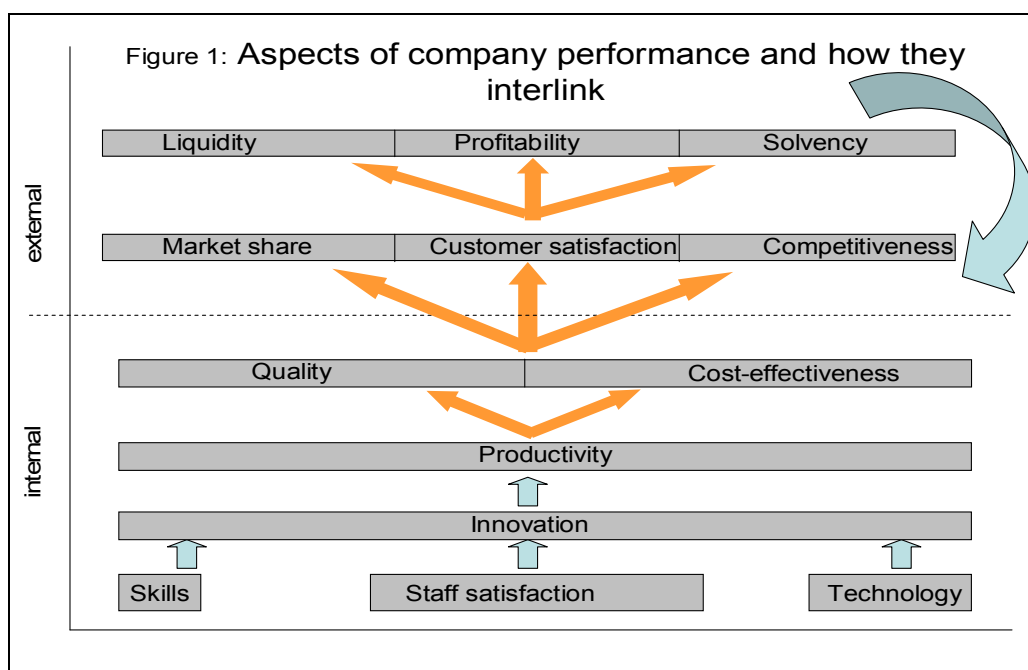 Figure 1: Aspects of company performance and how they
interlink
Liquidity Profitability Solvency
external
Market share Customer satisfaction Competitiveness
Quality Cost-effectiveness
internal
Productivity
Innovation
Skills Staff satisfaction Technology